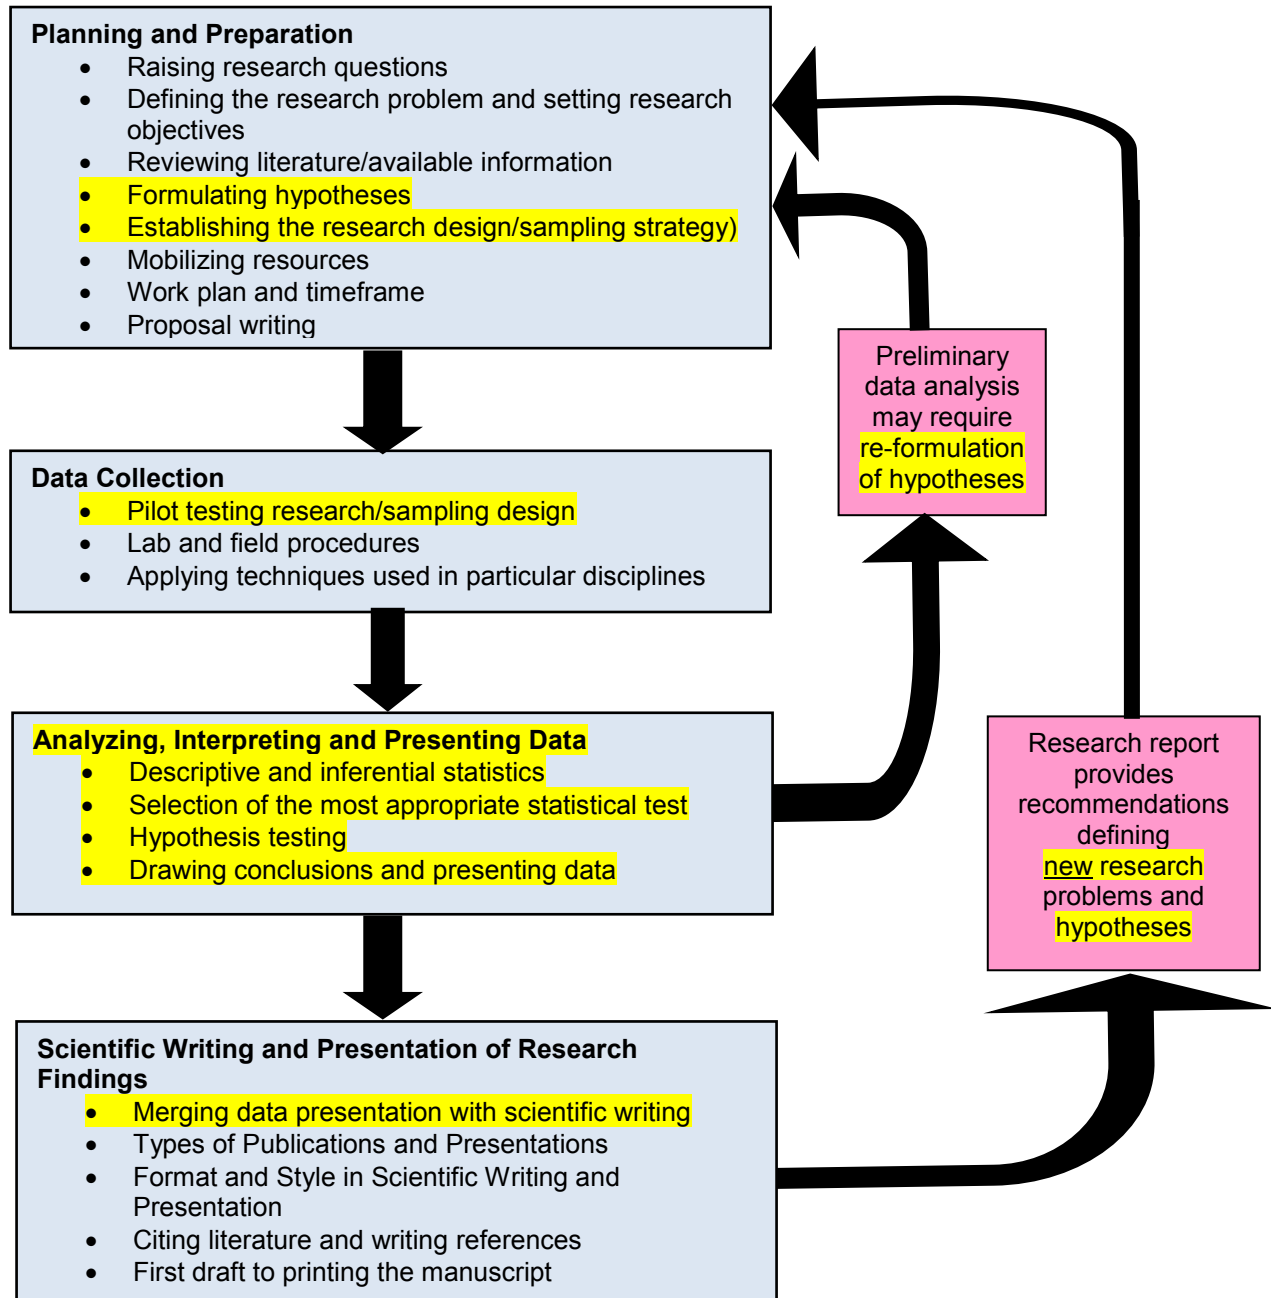 Planning and Preparation
• Raising research questions
• Defining the research problem and setting research
objectives
• Reviewing literature/available information
• Formulating hypotheses
• Establishing the research design/sampling strategy)
• Mobilizing resources
• Work plan and timeframe
• Proposal writing
Preliminary
data analysis
may require
re-formulation
of hypotheses
Data Collection
• Pilot testing research/sampling design
• Lab and field procedures
• Applying techniques used in particular disciplines
Analyzing, Interpreting and Presenting Data
• Descriptive and inferential statistics
• Selection of the most appropriate statistical test
• Hypothesis testing
• Drawing conclusions and presenting data
Research report
provides
recommendations
defining
new research
problems and
hypotheses
Scientific Writing and Presentation of Research
Findings
• Merging data presentation with scientific writing
• Types of Publications and Presentations
• Format and Style in Scientific Writing and
Presentation
• Citing literature and writing references
• First draft to printing the manuscript